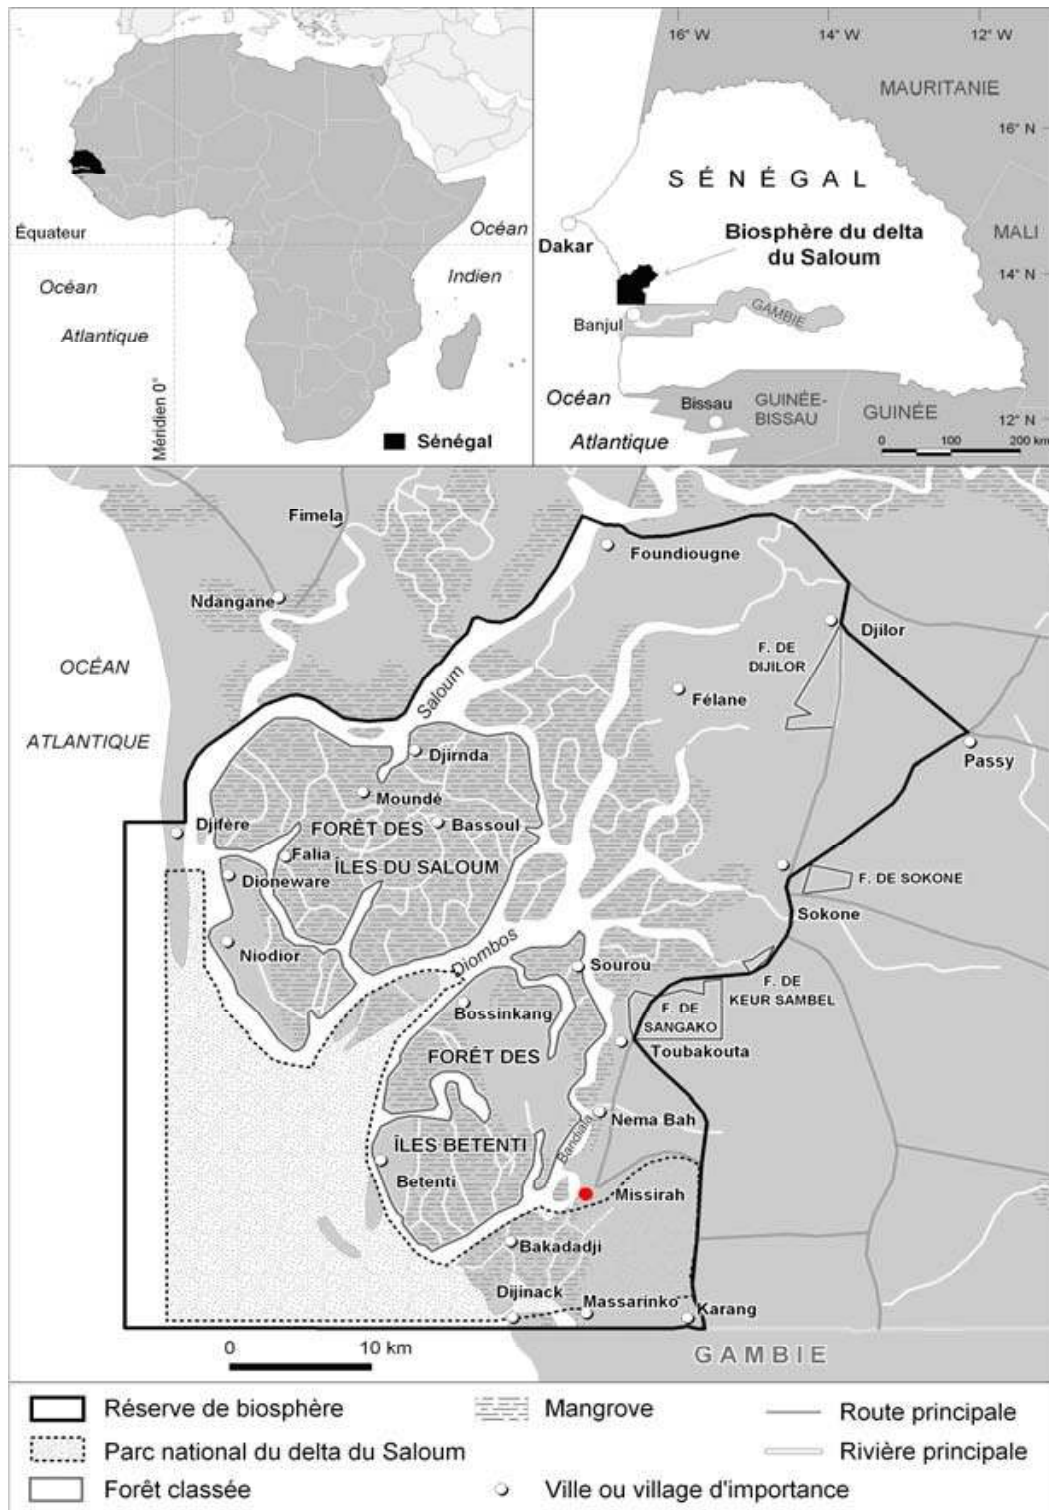 Équateur
Océan
Atlantique
Océan
Indien
Méridien 0°
Sénégal
16° W
14° W
12° W
MAURITANIE
16° N
SÉNÉGAL
Dakar
Biosphère du delta
du Saloum
MALI
14° N
Banjul
GAMBIE
Océan
Atlantique
Bissau
GUINÉE-
BISSAU
GUINÉE
12° N
0 100 200 km
Fimela
Foundiougne
Ndangane
Djilor
OCÉAN
ATLANTIQUE
F. DE
DIJILOR
Saloum
Félane
Djirnda
Passy
Moundé
Djifère
FORÊT DES
Bassoul
Falia
ÎLES DU SALOUM
Dioneware
F. DE SOKONE
Sokone
Niodior
Diombos
Sourou
F. DE
KEUR SAMBEL
Bossinkang
F. DE
SANGAKO
FORÊT DES
Toubakouta
Nema Bah
Bandiala
ÎLES BETENTI
Betenti
Missirah
Bakadadji
Dijinack
Massarinko
Karang
0 10 km
GAMBIE
Réserve de biosphère
Mangrove
Route principale
Parc national du delta du Saloum
Rivière principale
Forêt classée
Ville ou village d'importance